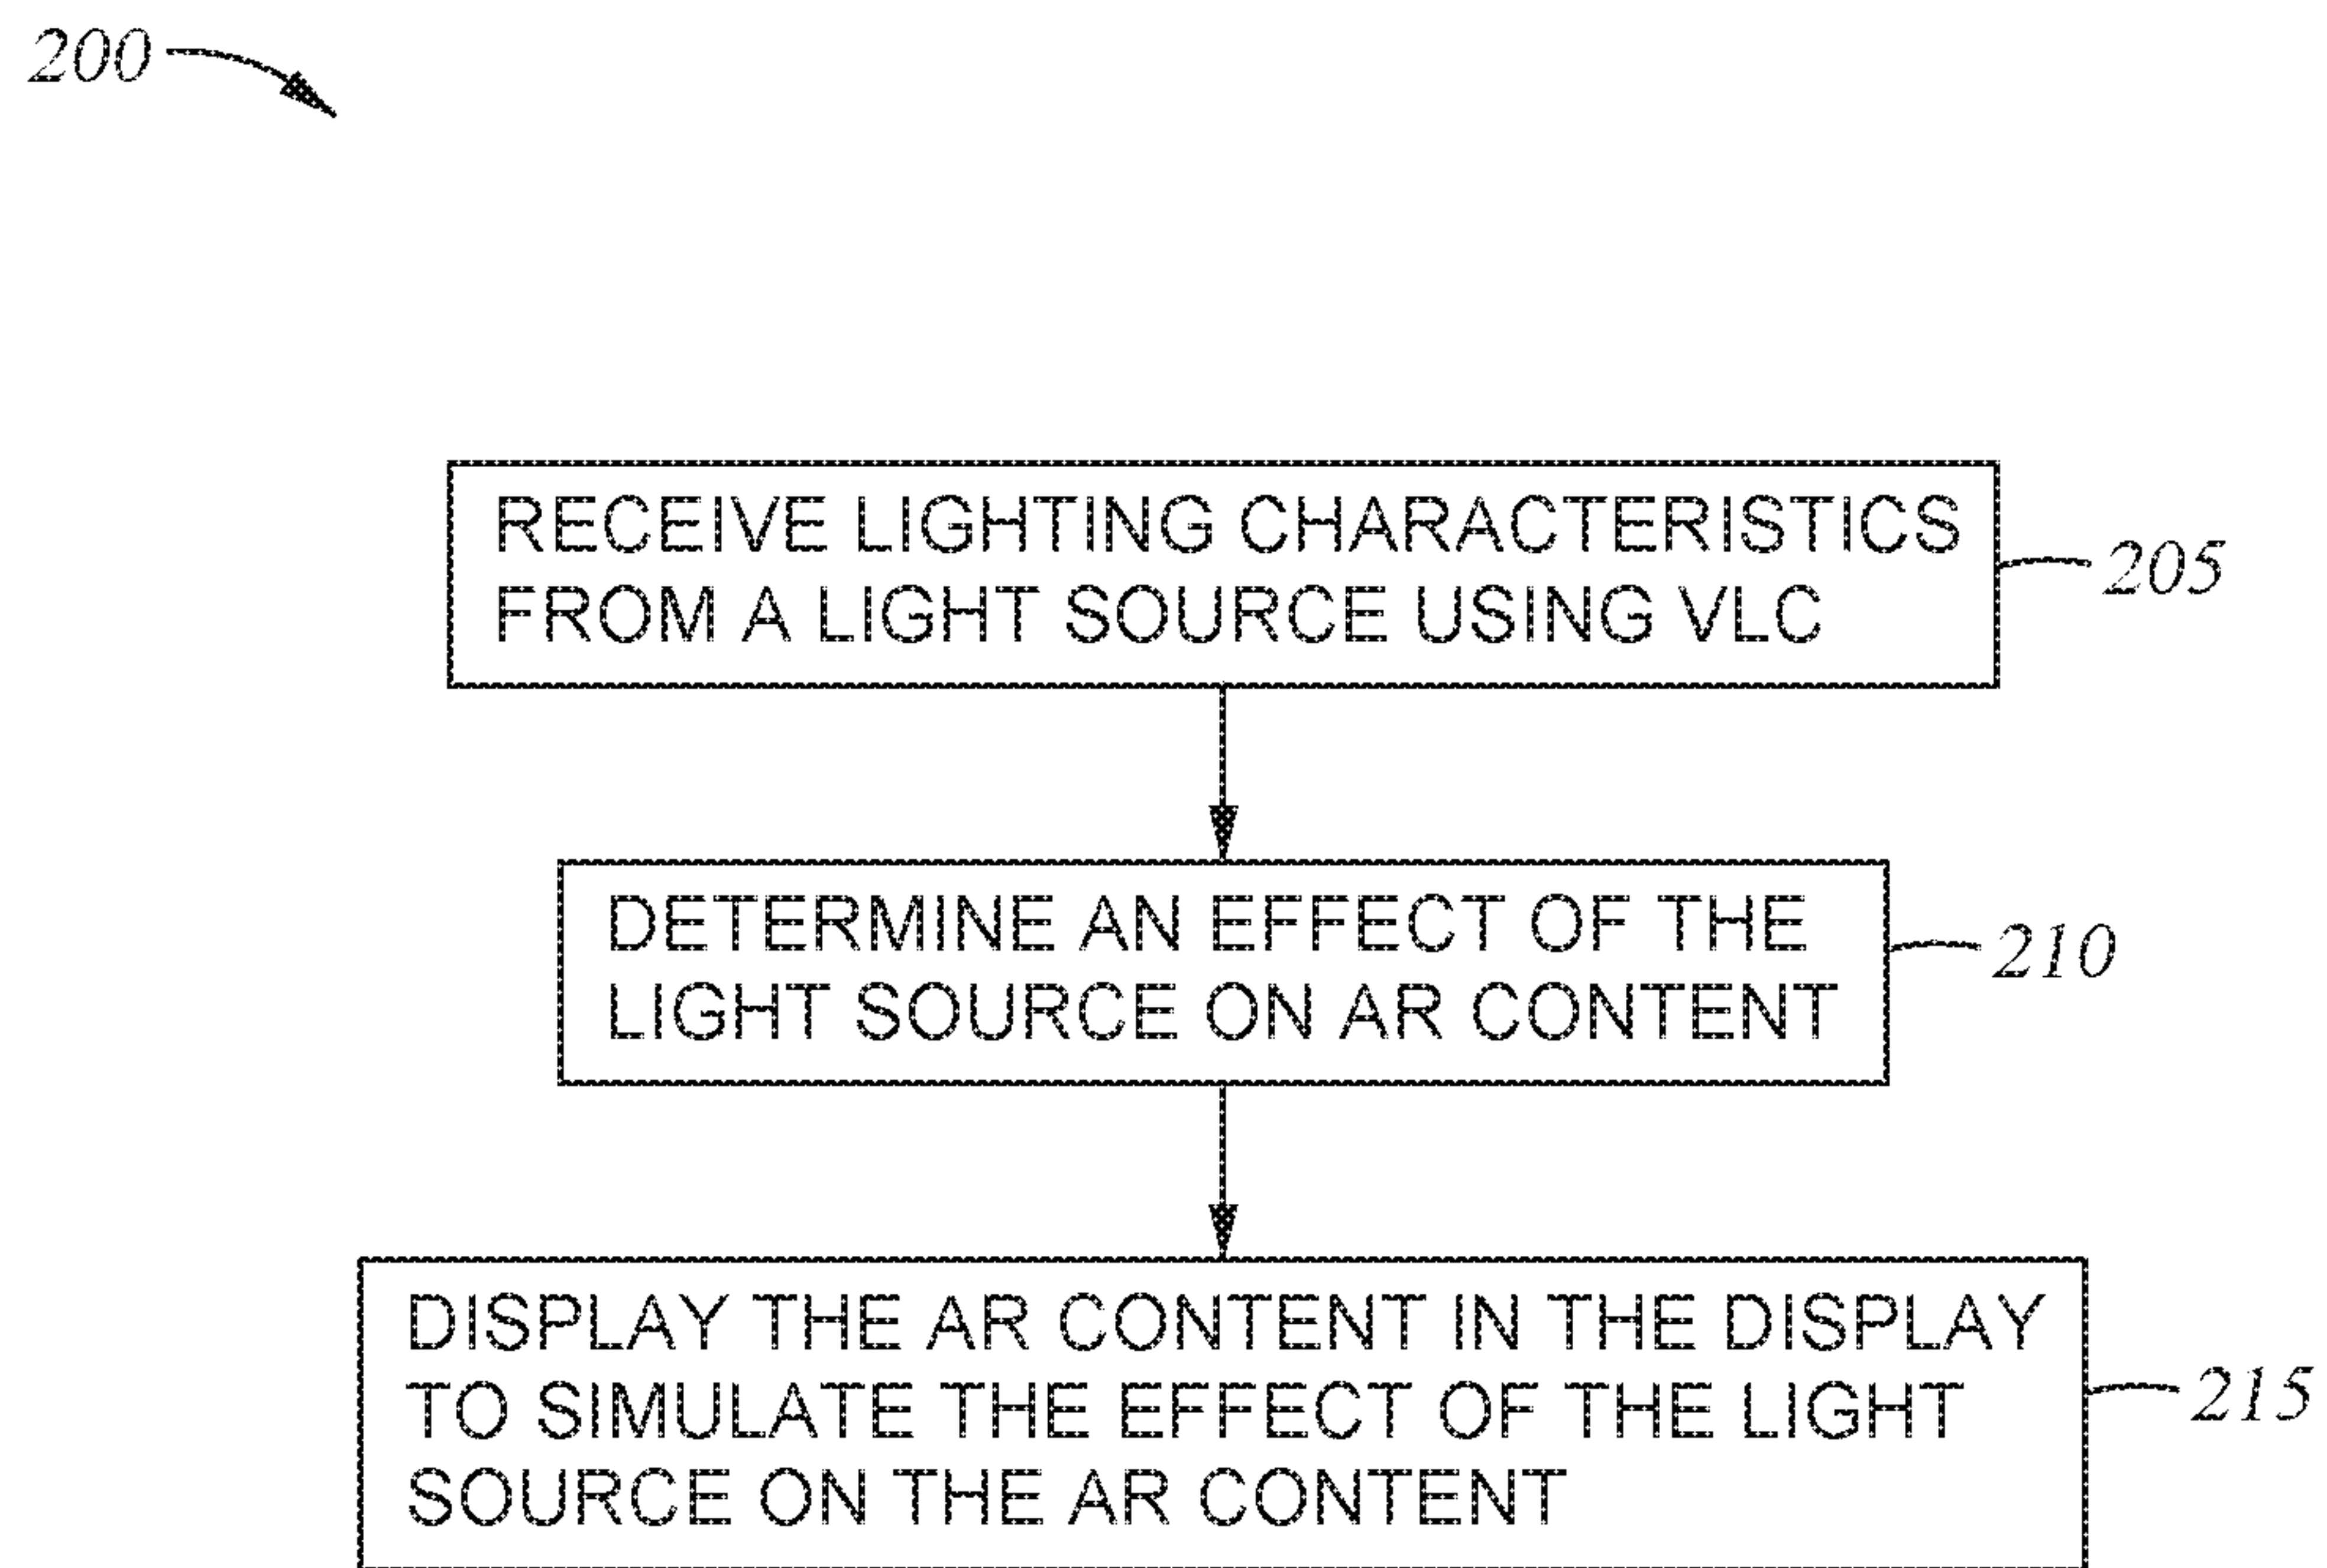 200
RECEIVE LIGHTING CHARACTERISTICS
FROM A LIGHT SOURCE USING VLC
205
DETERMINE AN EFFECT OF THE
LIGHT SOURCE ON AR CONTENT
210
DISPLAY THE AR CONTENT IN THE DISPLAY
TO SIMULATE THE EFFECT OF THE LIGHT
SOURCE ON THE AR CONTENT
215